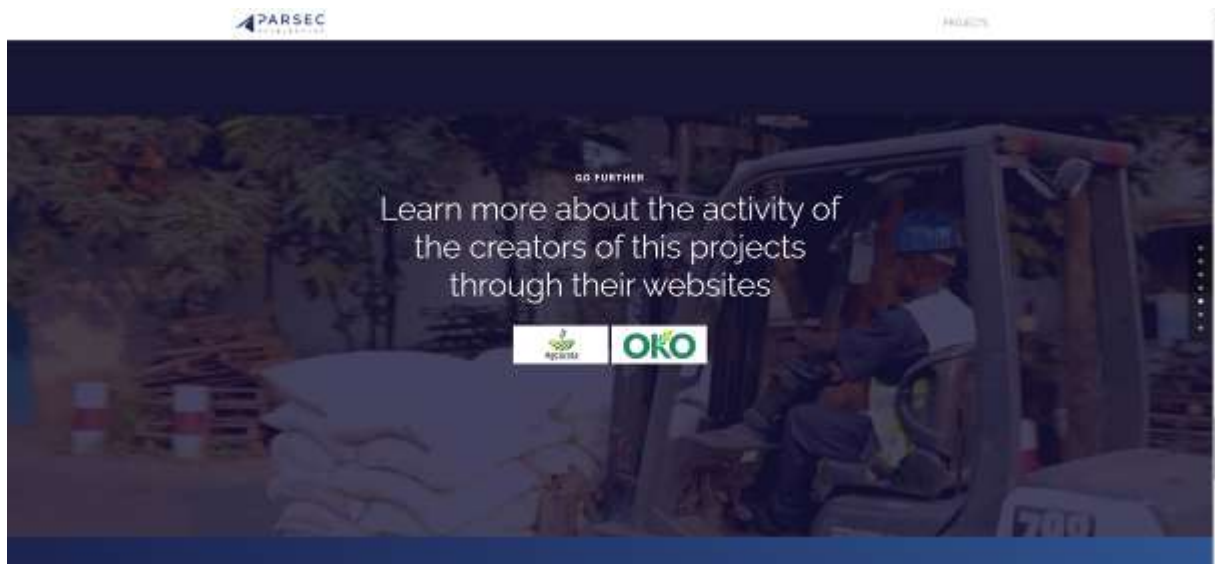 PARSEC
PROJECTS
GO FURTHER
Learn more about the activity of
the creators of this projects
through their websites
OKO